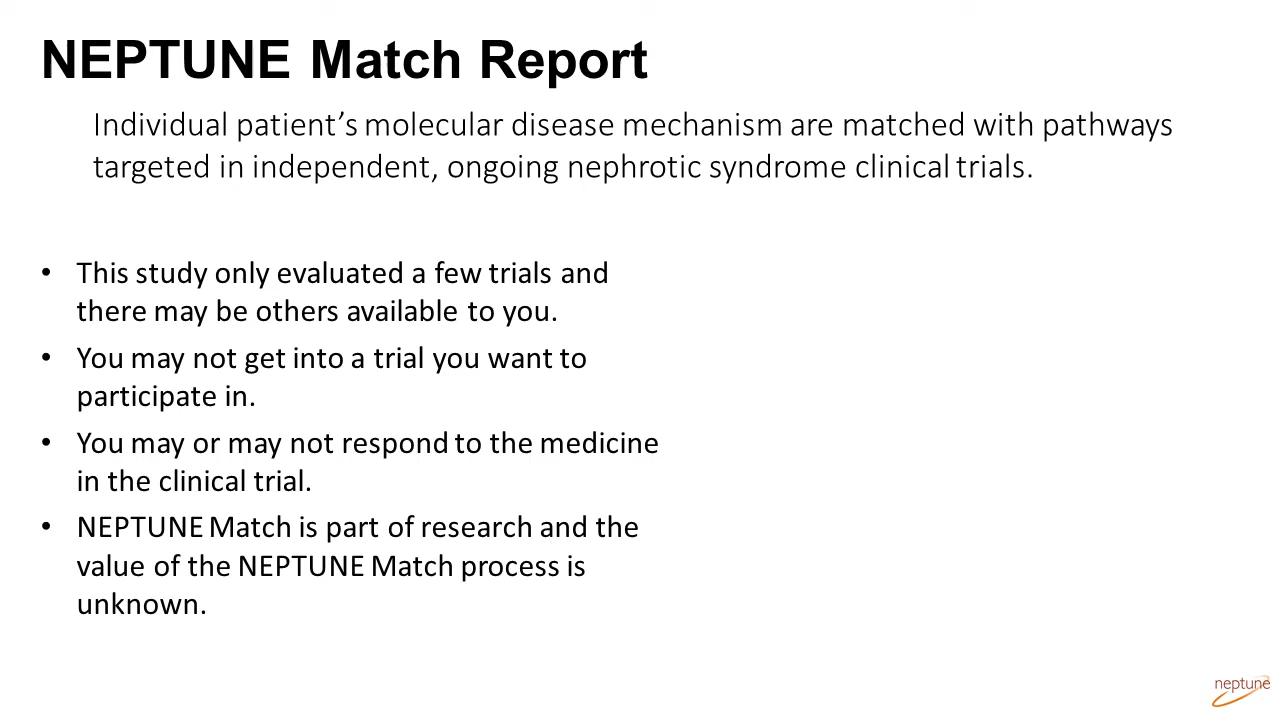 NEPTUNE Match Report
Individual patient’s molecular disease mechanism are matched with pathways
targeted in independent, ongoing nephrotic syndrome clinical trials.
• This study only evaluated a few trials and
there may be others available to you.
• You may not get into a trial you want to
participate in.
• You may or may not respond to the medicine
in the clinical trial.
• NEPTUNE Match is part of research and the
value of the NEPTUNE Match process is
unknown.
neptune